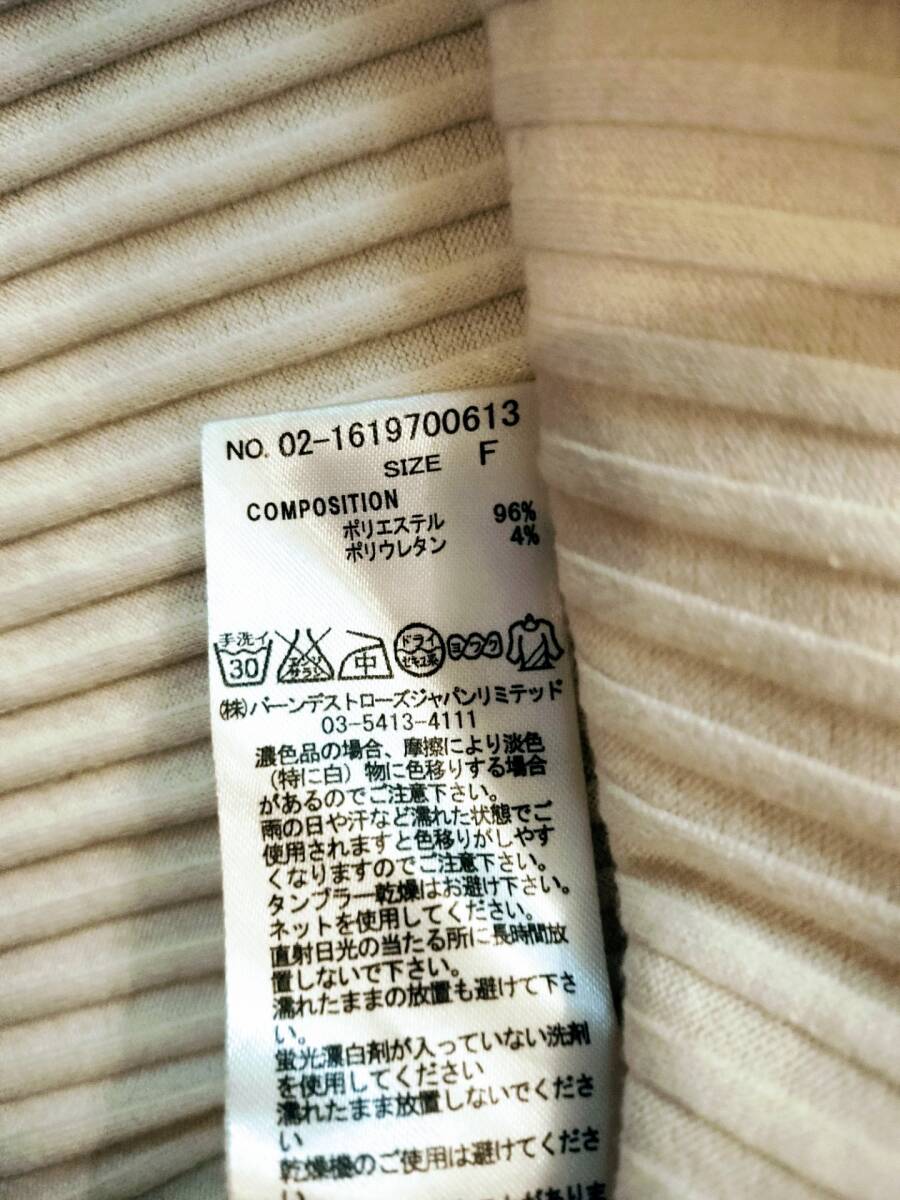 NO. 02-1619700613
SIZE F
COMPOSITION
ポリエステル 96%
ポリウレタン 4%
手洗イ
30
中
ドライ
セキユ系
ヨワク
㈱バーンデストローズジャパンリミテッド
03-5413-4111
濃色品の場合、摩擦により淡色
(特に白)物に色移りする場合
があるのでご注意下さい。
雨の日や汗など濡れた状態でご
使用されますと色移りがしやす
くなりますのでご注意下さい。
タンブラー乾燥はお避け下さい。
ネットを使用してください。
直射日光の当たる所に長時間放
置しないで下さい。
濡れたままの放置も避けて下さ
い。
蛍光漂白剤が入っていない洗剤
を使用してください
濡れたまま放置しないでくださ
い
乾燥機のご使用は避けてくださ
い